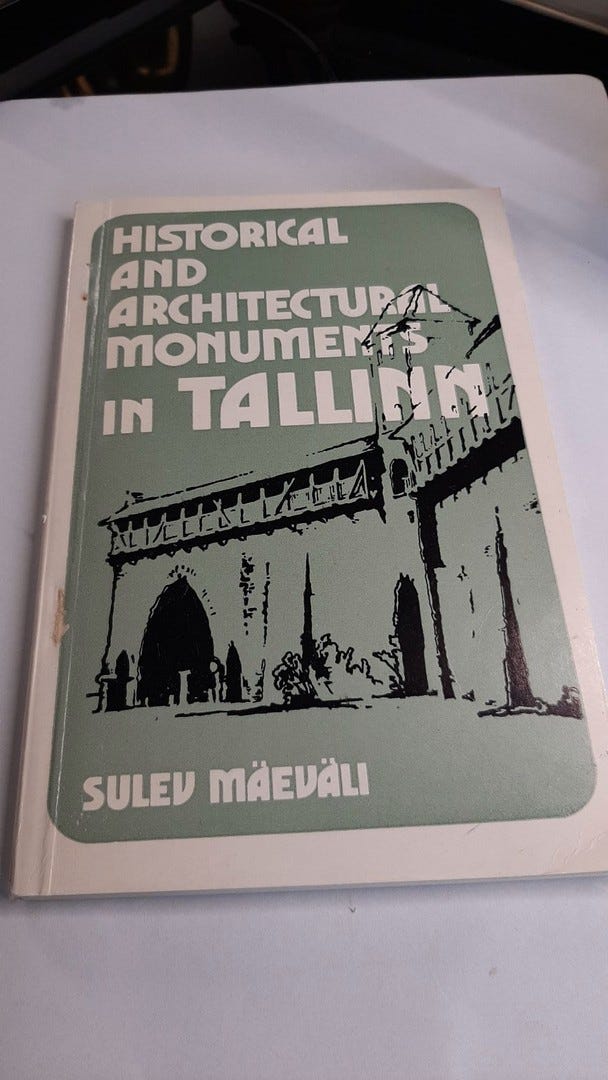 HISTORICAL
AND
ARCHITECTURAL
MONUMENTS
IN TALLINN
SULEV MÄEVÄLI